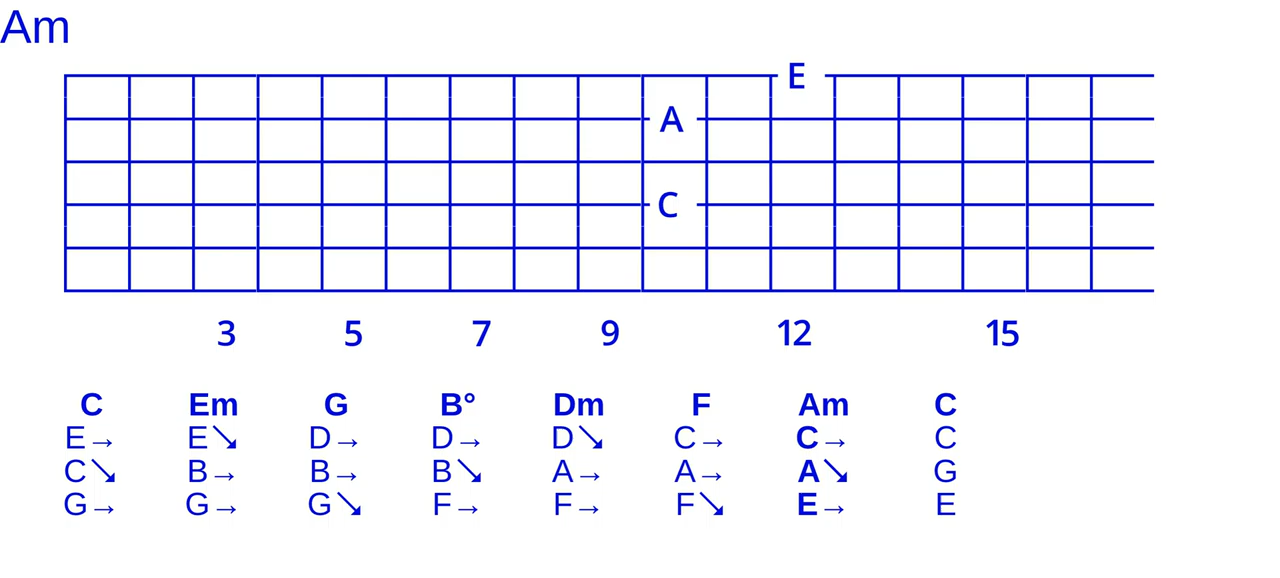 Am
E
A
C
3 5 7 9 12 15
C Em G B° Dm F Am C
E→ E↘ D→ D→ D↘ C→ C→ C
C↘ B→ B→ B↘ A→ A→ A↘ G
G→ G→ G↘ F→ F→ F↘ E→ E